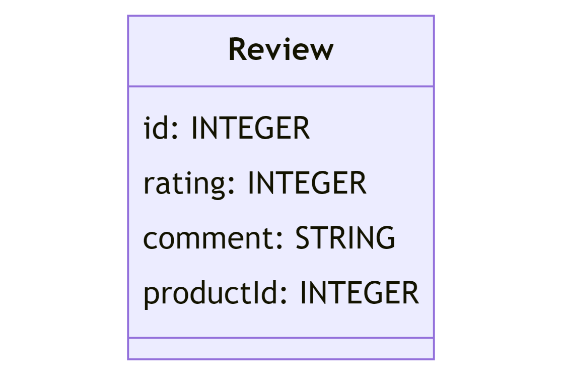 Review
id: INTEGER
rating: INTEGER
comment: STRING
productId: INTEGER